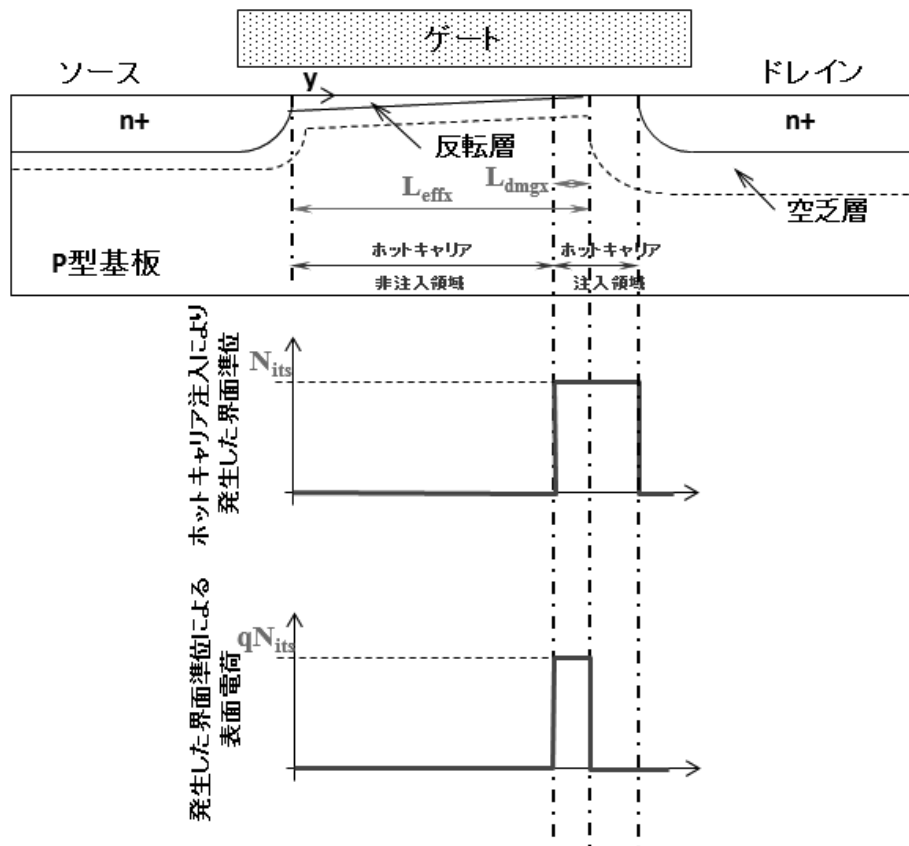 ゲート
ソース
ドレイン
y
n+
n+
反転層
L_dmgx
L_effx
空乏層
P型基板
ホットキャリア
非注入領域
ホットキャリア
注入領域
ホットキャリア注入により
発生した界面準位
N_its
発生した界面準位による
表面電荷
qN_its